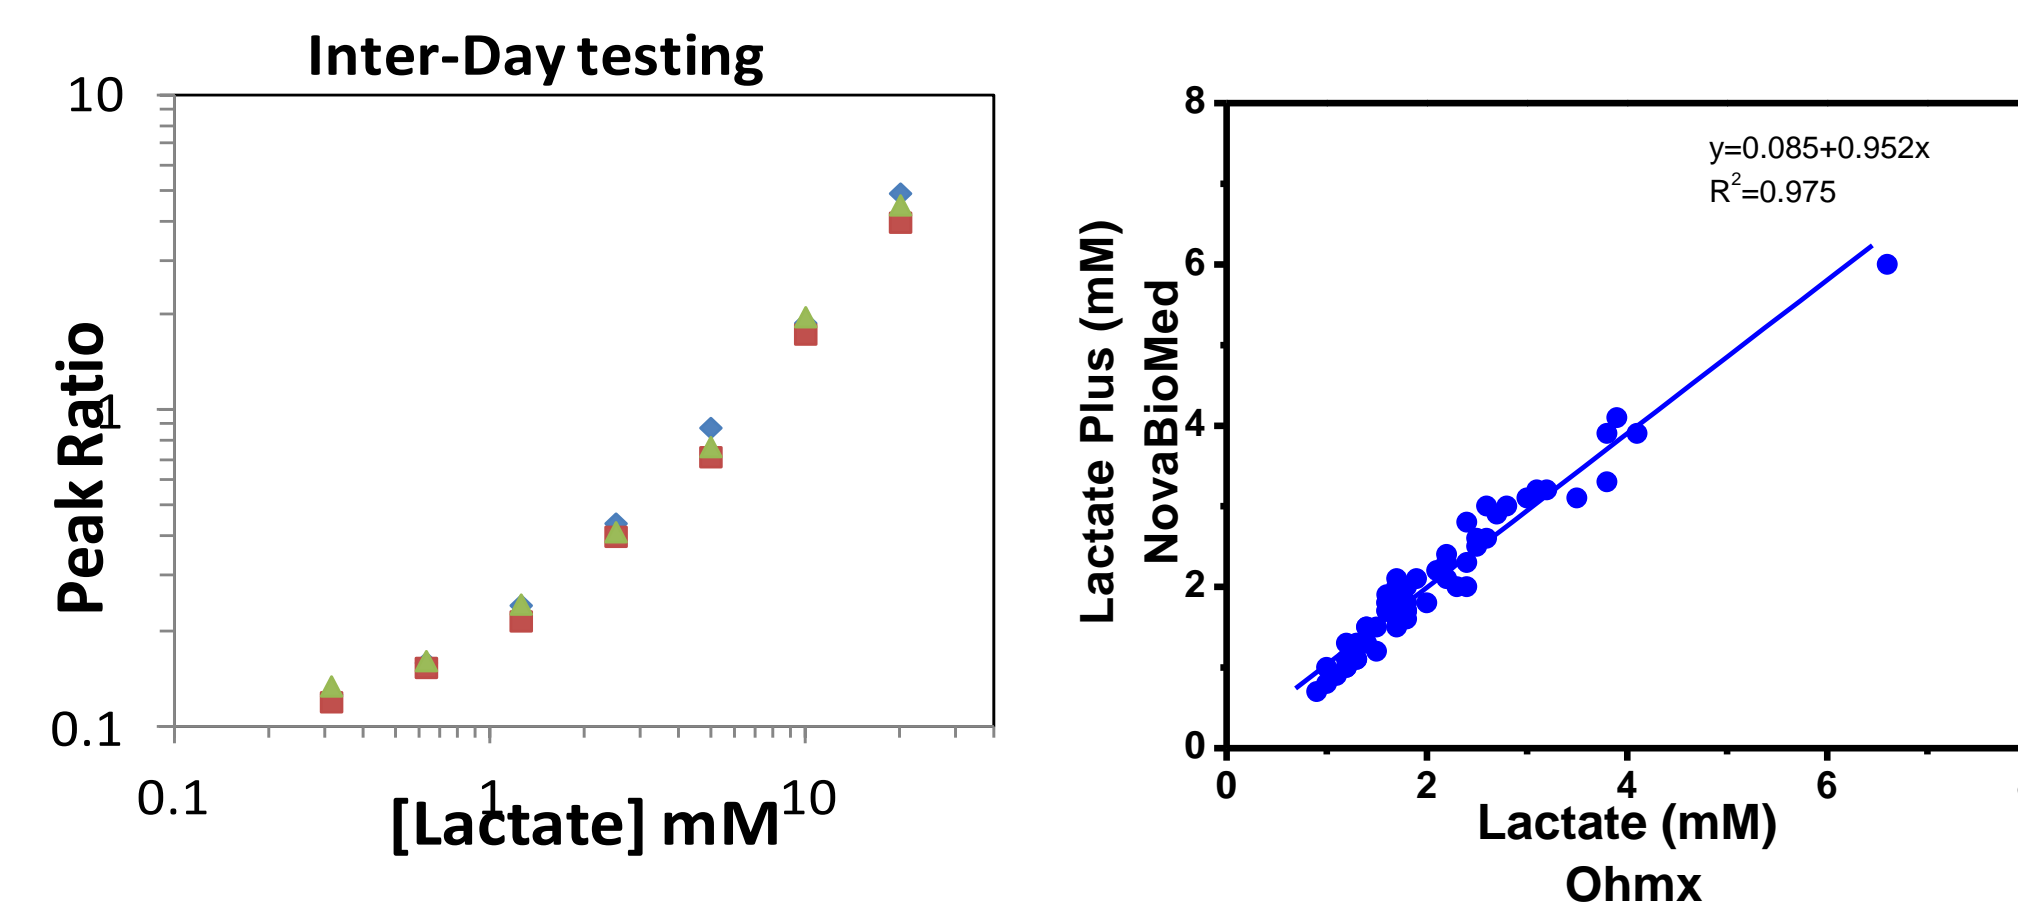 Inter-Day testing
10
1
0.1
Peak Ratio
0.1
1
10
[Lactate] mM
8
6
4
2
0
Lactate Plus (mM)
NovaBioMed
y=0.085+0.952x
R²=0.975
0
2
4
6
Lactate (mM)
Ohmx